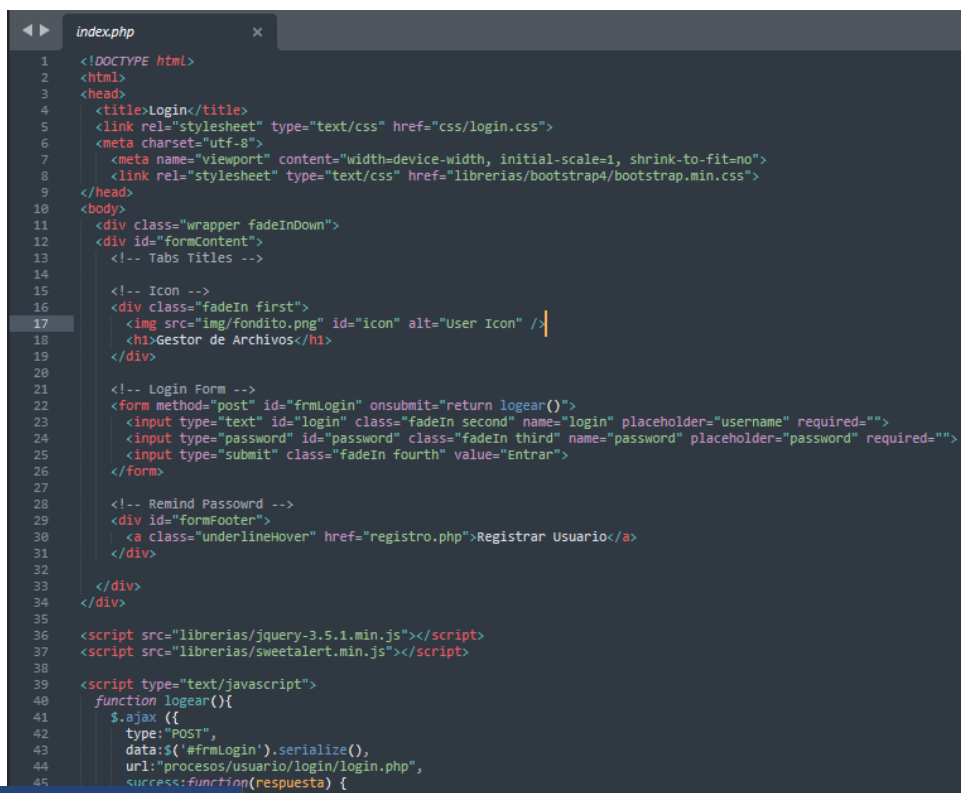 index.php
1 <!DOCTYPE html>
2 <html>
3 <head>
4 <title>Login</title>
5 <link rel="stylesheet" type="text/css" href="css/login.css">
6 <meta charset="utf-8">
7 <meta name="viewport" content="width=device-width, initial-scale=1, shrink-to-fit=no">
8 <link rel="stylesheet" type="text/css" href="librerias/bootstrap4/bootstrap.min.css">
9 </head>
10 <body>
11 <div class="wrapper fadeInDown">
12 <div id="formContent">
13 <!-- Tabs Titles -->
14
15 <!-- Icon -->
16 <div class="fadeIn first">
17 <img src="img/fondito.png" id="icon" alt="User Icon" />
18 <h1>Gestor de Archivos</h1>
19 </div>
20
21 <!-- Login Form -->
22 <form method="post" id="frmLogin" onsubmit="return logear()">
23 <input type="text" id="login" class="fadeIn second" name="login" placeholder="username" required="">
24 <input type="password" id="password" class="fadeIn third" name="password" placeholder="password" required="">
25 <input type="submit" class="fadeIn fourth" value="Entrar">
26 </form>
27
28 <!-- Remind Passowrd -->
29 <div id="formFooter">
30 <a class="underlineHover" href="registro.php">Registrar Usuario</a>
31 </div>
32
33 </div>
34 </div>
35
36 <script src="librerias/jquery-3.5.1.min.js"></script>
37 <script src="librerias/sweetalert.min.js"></script>
38
39 <script type="text/javascript">
40 function logear(){
41 $.ajax ({
42 type:"POST",
43 data:$('#frmLogin').serialize(),
44 url:"procesos/usuario/login/login.php",
45 success:function(respuesta) {